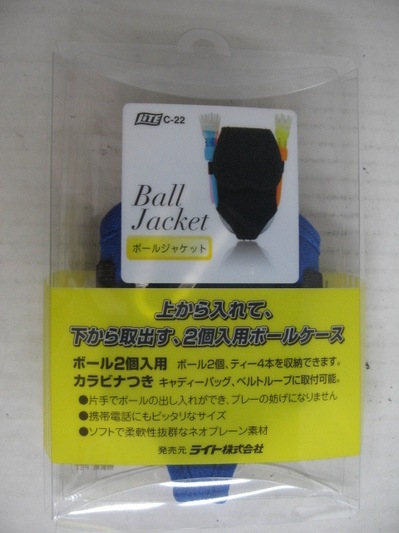 LITE C-22
Ball
Jacket
ボールジャケット
上から入れて、
下から取出す、2個入用ボールケース
ボール2個入用 ボール2個、ティー4本を収納できます。
カラビナつき キャディーバッグ、ベルトループに取付可能。
●片手でボールの出し入れができ、プレーの妨げになりません
●携帯電話にもピッタリなサイズ
●ソフトで柔軟性抜群なネオプレーン素材
発売元 ライト株式会社